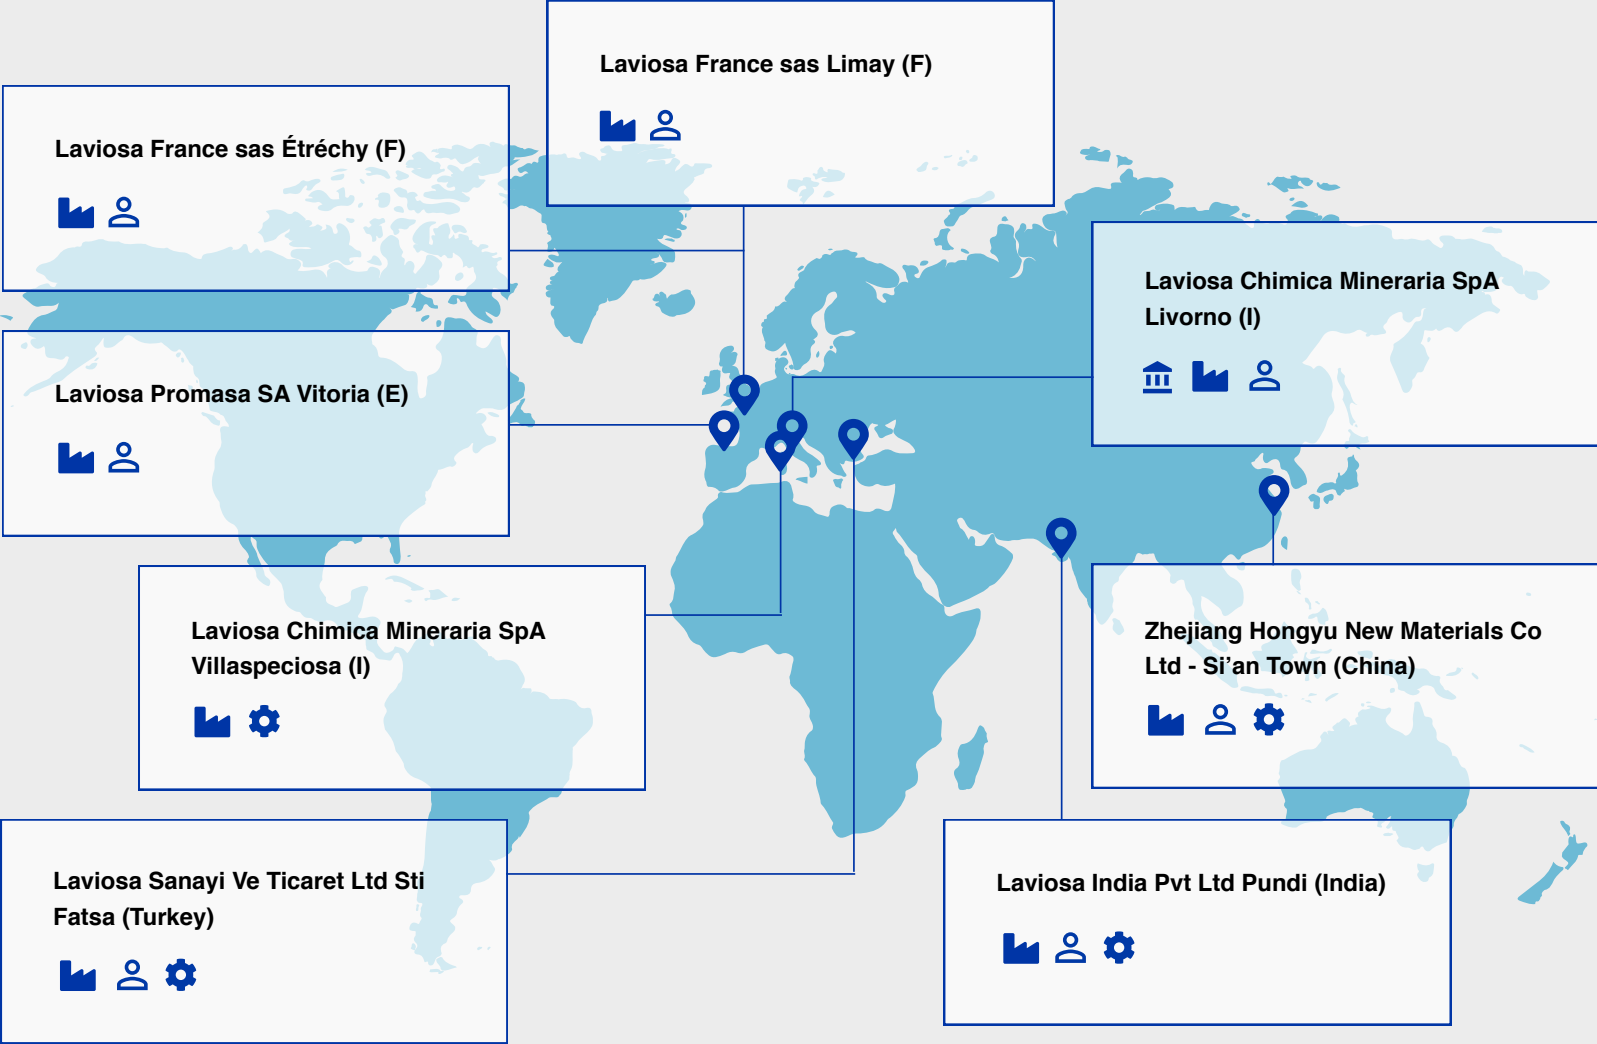 Laviosa France sas Limay (F)
Laviosa France sas Étréchy (F)
Laviosa Chimica Mineraria SpA
Livorno (I)
Laviosa Promasa SA Vitoria (E)
Laviosa Chimica Mineraria SpA
Villaspeciosa (I)
Zhejiang Hongyu New Materials Co
Ltd - Si’an Town (China)
Laviosa Sanayi Ve Ticaret Ltd Sti
Fatsa (Turkey)
Laviosa India Pvt Ltd Pundi (India)